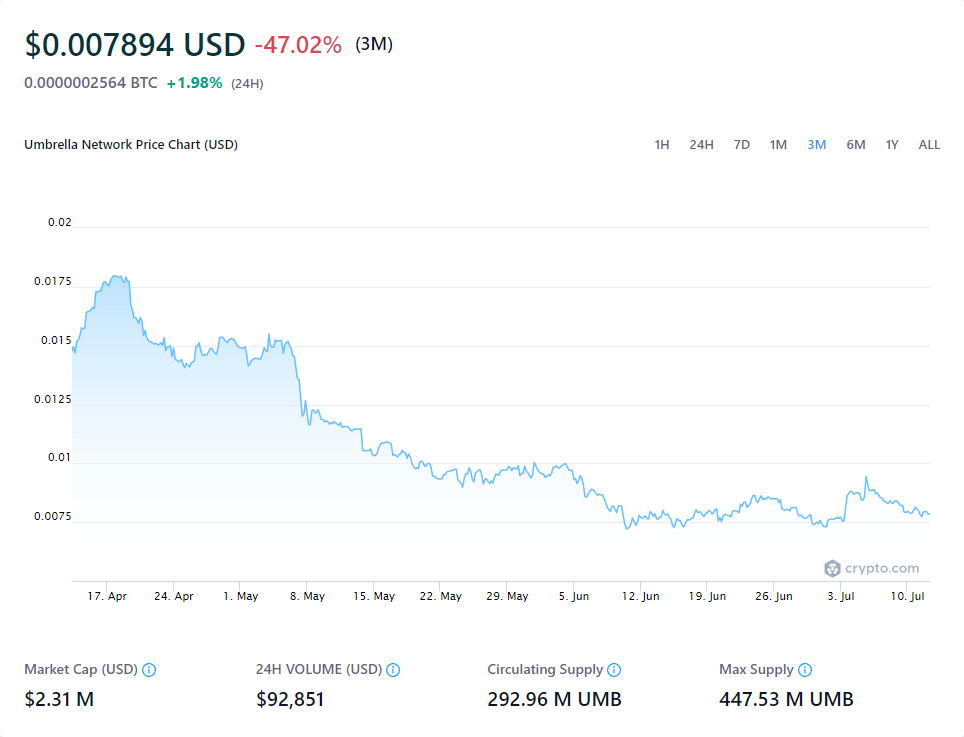 $0.007894 USD -47.02% (3M)
0.0000002564 BTC +1.98% (24H)
Umbrella Network Price Chart (USD) 1H 24H 7D 1M 3M 6M 1Y ALL
0.02
0.0175
0.015
0.0125
0.01
0.0075
crypto.com
17. Apr 24. Apr 1. May 8. May 15. May 22. May 29. May 5. Jun 12. Jun 19. Jun 26. Jun 3. Jul 10. Jul
Market Cap (USD) 24H VOLUME (USD) Circulating Supply Max Supply
$2.31 M $92,851 292.96 M UMB 447.53 M UMB